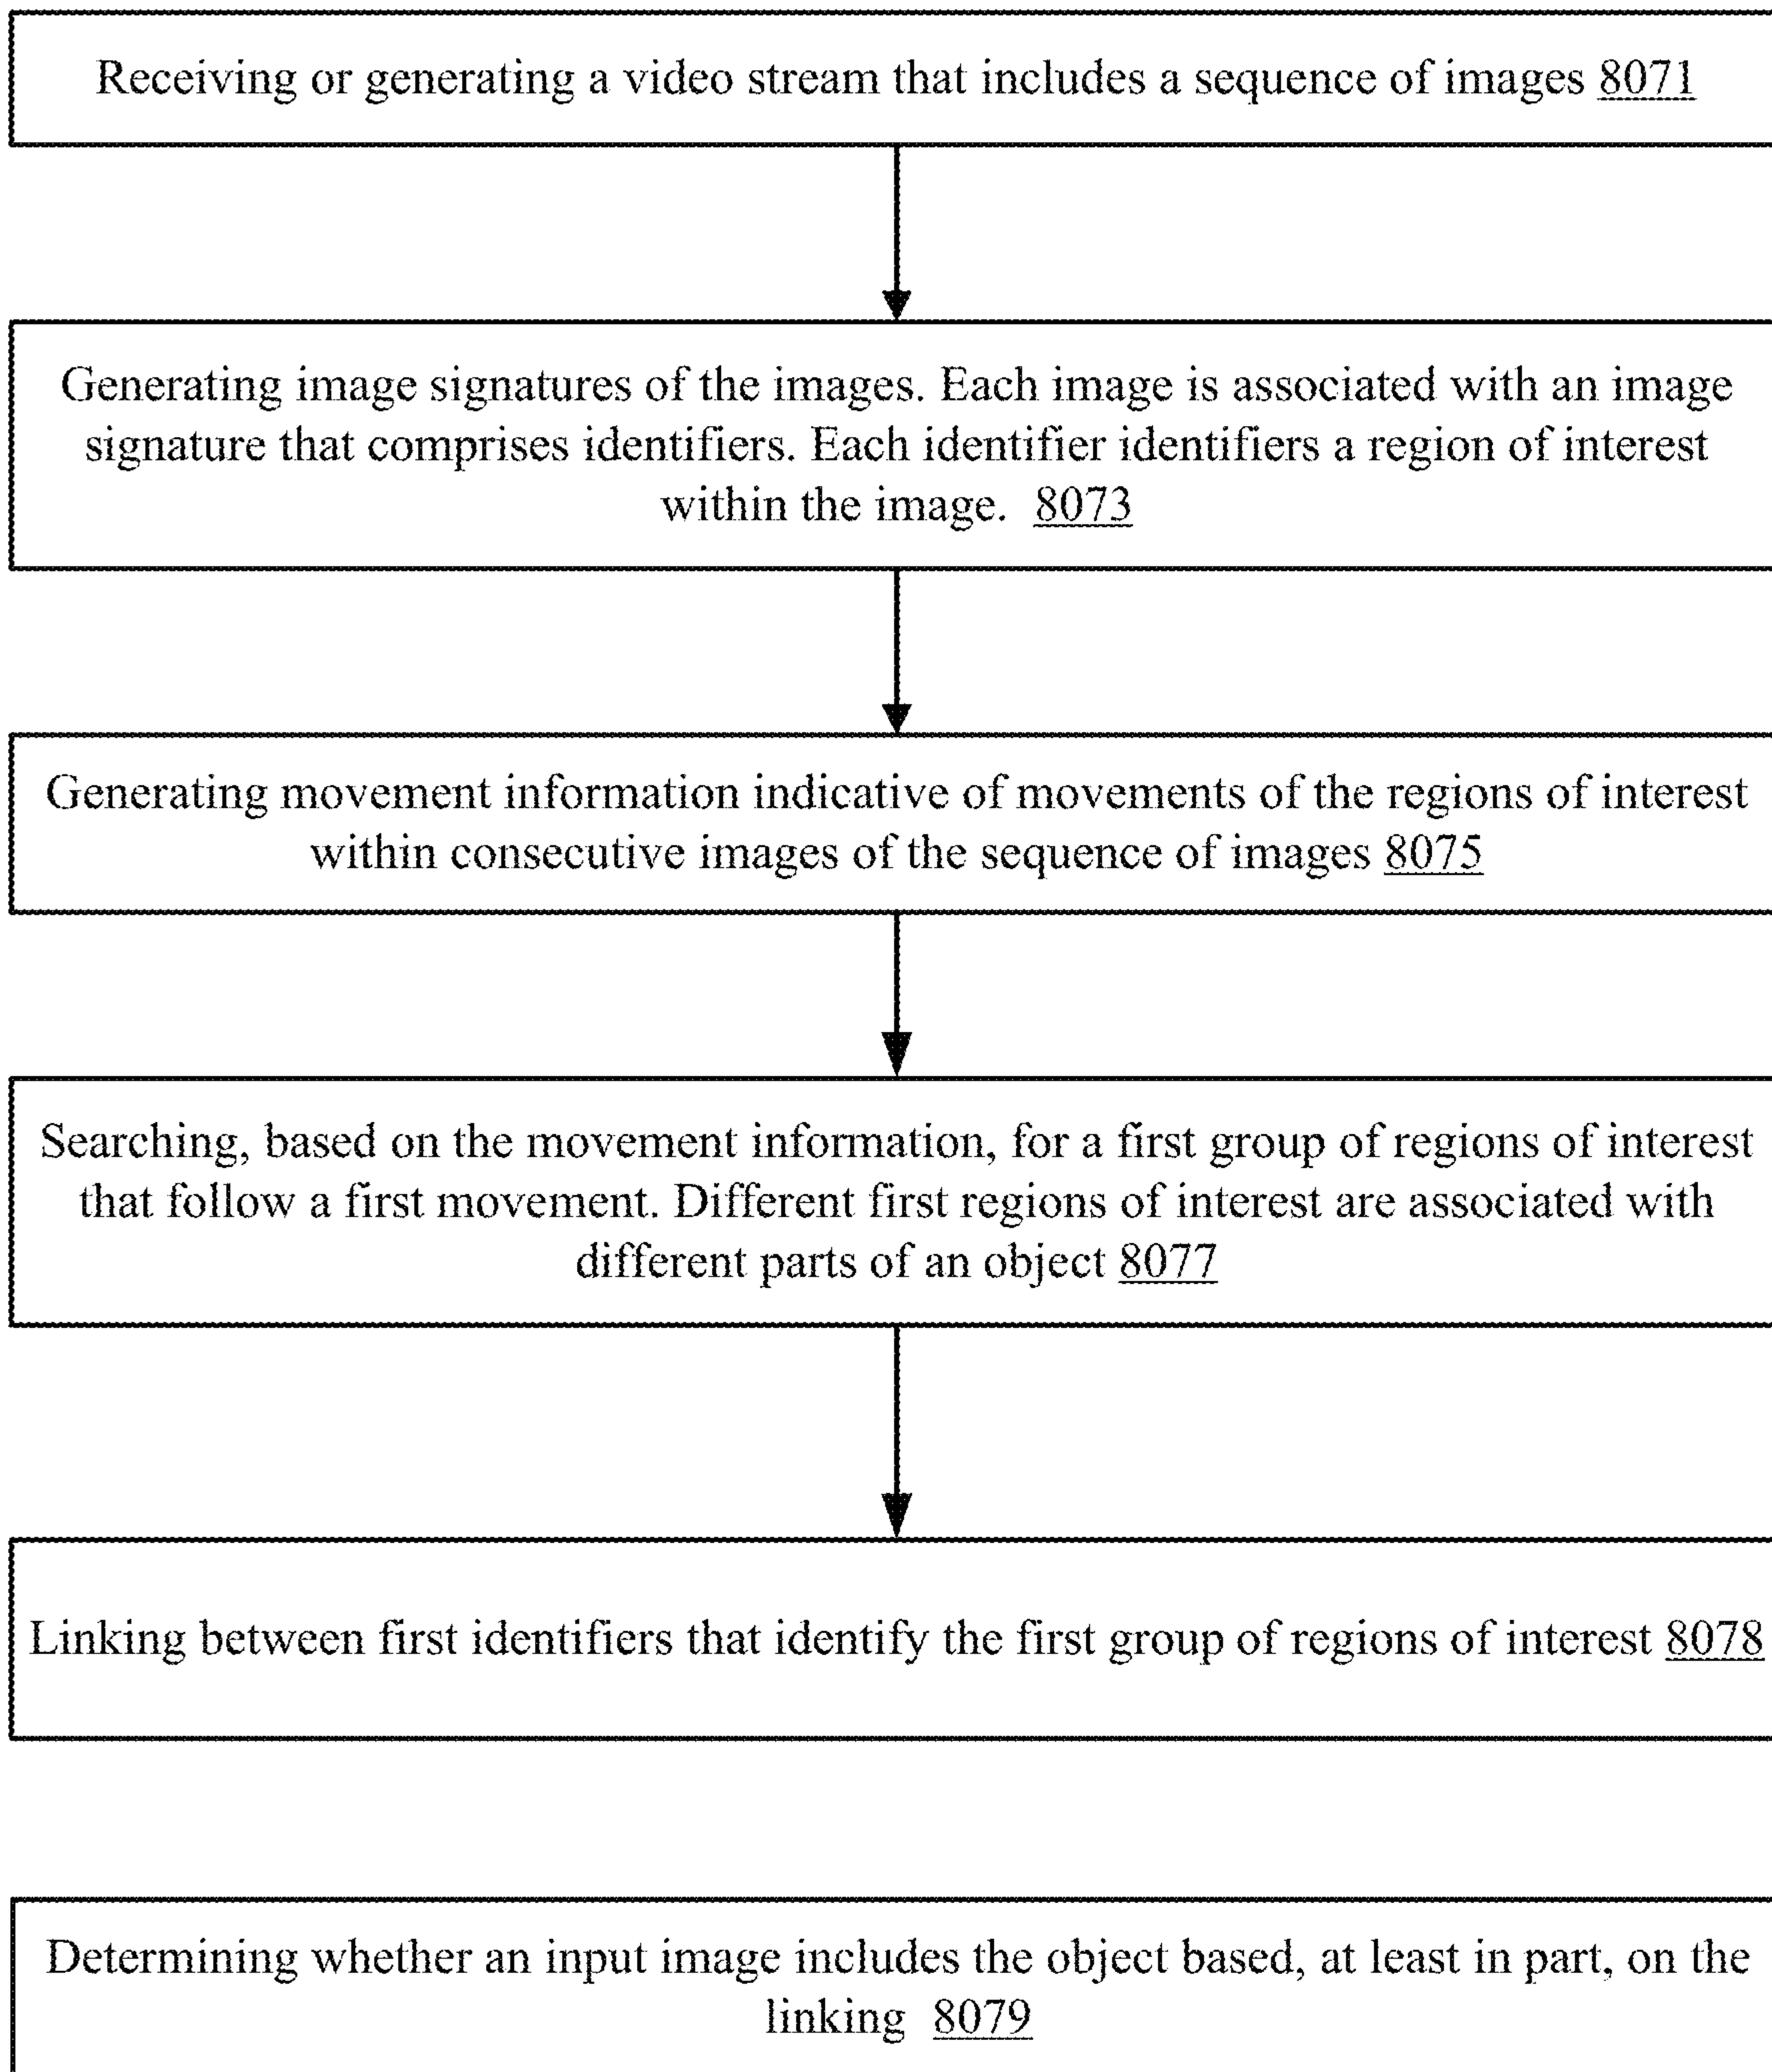 Receiving or generating a video stream that includes a sequence of images 8071
Generating image signatures of the images. Each image is associated with an image
signature that comprises identifiers. Each identifier identifiers a region of interest
within the image. 8073
Generating movement information indicative of movements of the regions of interest
within consecutive images of the sequence of images 8075
Searching, based on the movement information, for a first group of regions of interest
that follow a first movement. Different first regions of interest are associated with
different parts of an object 8077
Linking between first identifiers that identify the first group of regions of interest 8078
Determining whether an input image includes the object based, at least in part, on the
linking 8079